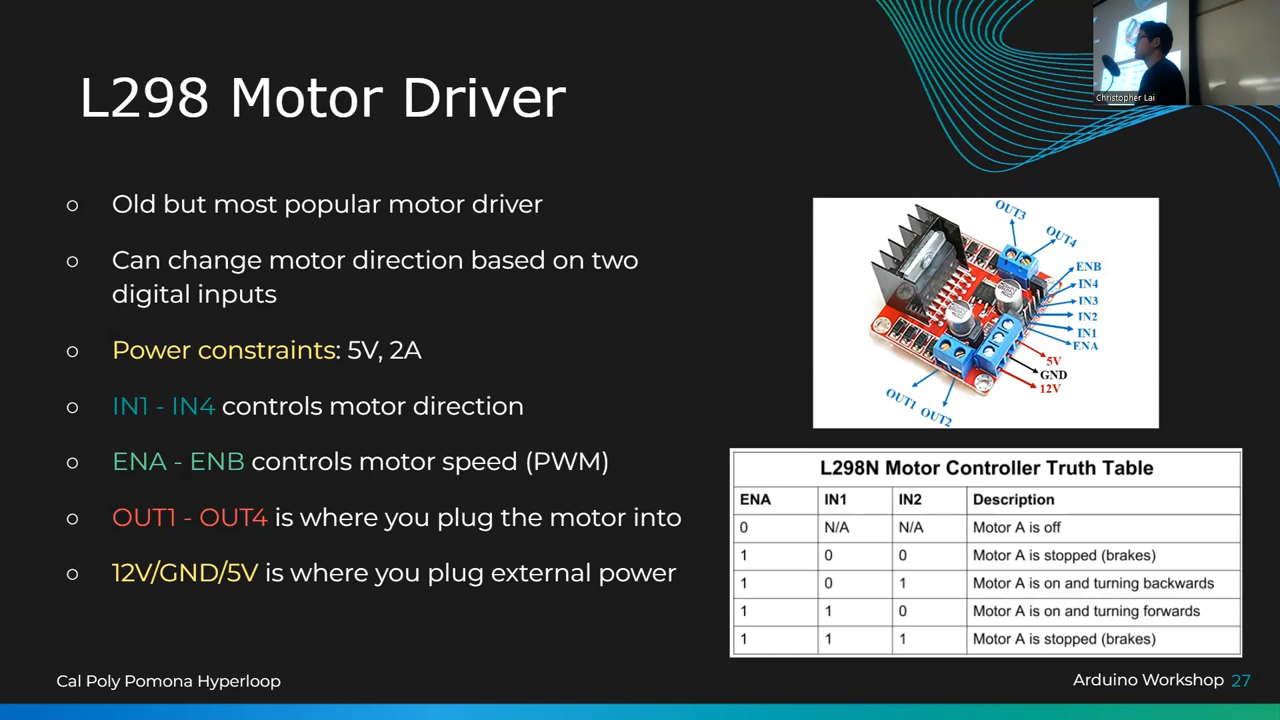 L298 Motor Driver
Christopher Lai
○ Old but most popular motor driver
○ Can change motor direction based on two
digital inputs
○ Power constraints: 5V, 2A
○ IN1 - IN4 controls motor direction
○ ENA - ENB controls motor speed (PWM)
○ OUT1 - OUT4 is where you plug the motor into
○ 12V/GND/5V is where you plug external power
OUT3
OUT4
ENB
IN4
IN3
IN2
IN1
ENA
5V
GND
12V
OUT1 OUT2
L298N Motor Controller Truth Table
ENA IN1 IN2 Description
0 N/A N/A Motor A is off
1 0 0 Motor A is stopped (brakes)
1 0 1 Motor A is on and turning backwards
1 1 0 Motor A is on and turning forwards
1 1 1 Motor A is stopped (brakes)
Cal Poly Pomona Hyperloop
Arduino Workshop 27